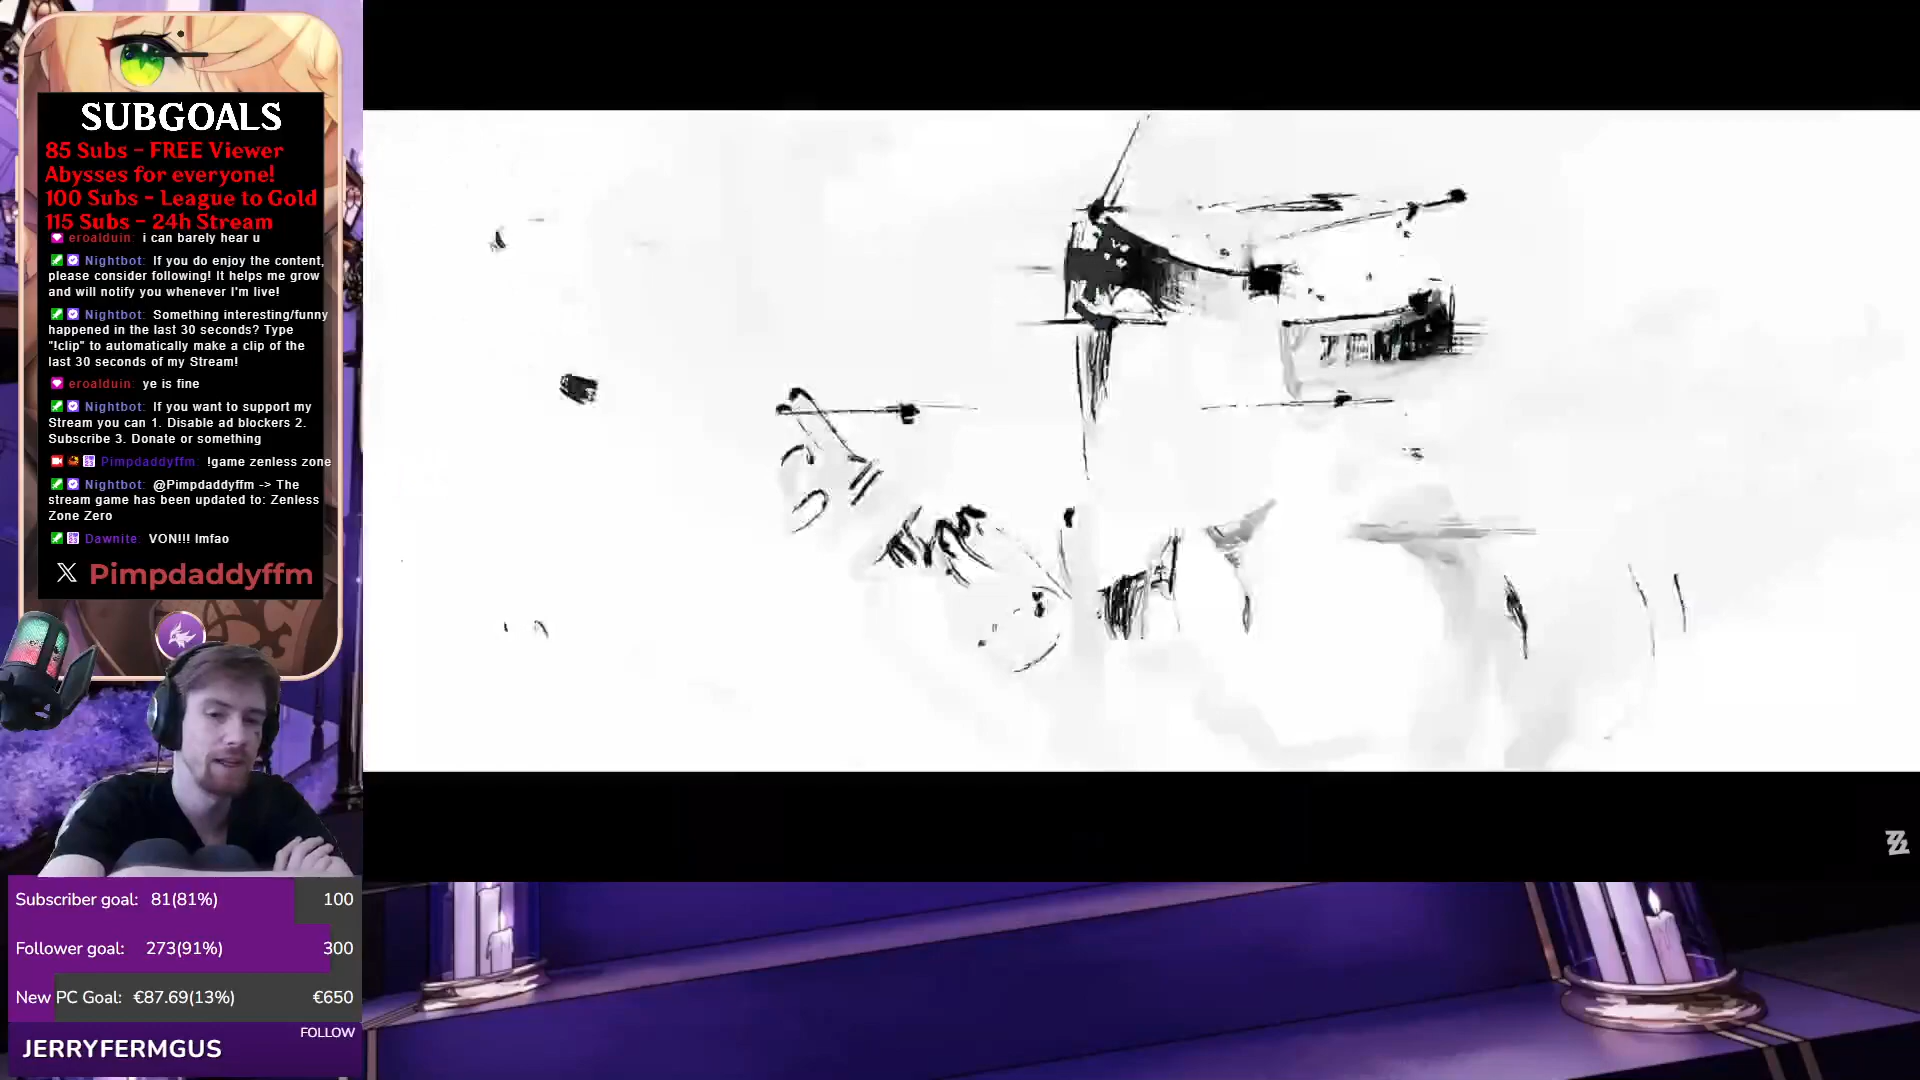 SUBGOALS
85 Subs - FREE Viewer
Abysses for everyone!
100 Subs - League to Gold
115 Subs - 24h Stream
eroalduin: i can barely hear u
Nightbot: If you do enjoy the content,
please consider following! It helps me grow
and will notify you whenever I'm live!
Nightbot: Something interesting/funny
happened in the last 30 seconds? Type
"!clip" to automatically make a clip of the
last 30 seconds of my Stream!
eroalduin: ye is fine
Nightbot: If you want to support my
Stream you can 1. Disable ad blockers 2.
Subscribe 3. Donate or something
Pimpdaddyffm: !game zenless zone
Nightbot: @Pimpdaddyffm -> The
stream game has been updated to: Zenless
Zone Zero
Dawnite: VON!!! lmfao
X Pimpdaddyffm
Subscriber goal: 81(81%) 100
Follower goal: 273(91%) 300
New PC Goal: €87.69(13%) €650
FOLLOW
JERRYFERMGUS